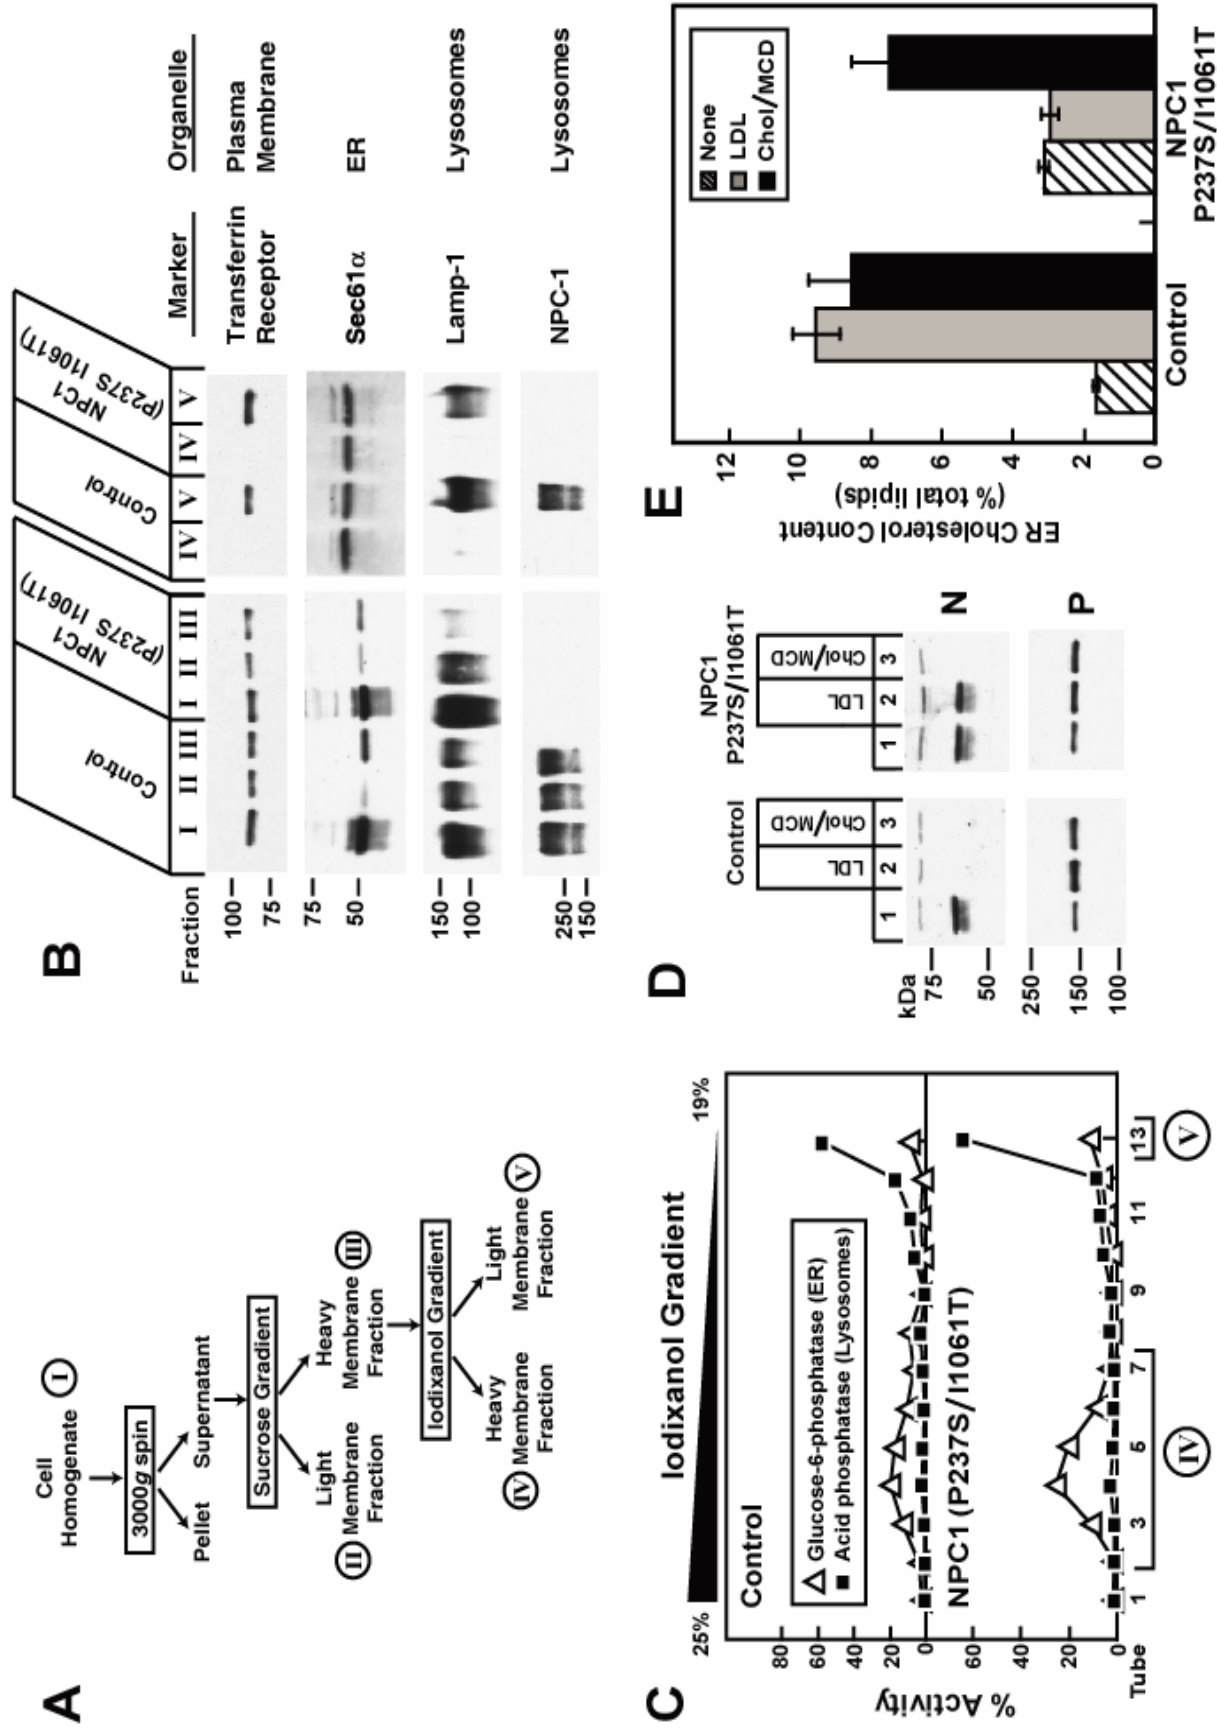 A
Cell
Homogenate I
3000g spin
Pellet
Supernatant
Sucrose Gradient
Light
II Membrane
Fraction
Heavy
Membrane III
Fraction
Iodixanol Gradient
Heavy
IV Membrane
Fraction
Light
Membrane V
Fraction
B
Control
NPC1
(P237S I1061T)
Control
NPC1
(P237S I1061T)
Fraction
I II III I II III IV V IV V
Marker
Organelle
100
75
Transferrin
Receptor
Plasma
Membrane
75
50
Sec61α
ER
150
100
Lamp-1
Lysosomes
250
150
NPC-1
Lysosomes
C
Iodixanol Gradient
25%
19%
Control
80
60
40
20
0
Glucose-6-phosphatase (ER)
Acid phosphatase (Lysosomes)
NPC1 (P237S/I1061T)
60
40
20
0
% Activity
Tube
1 3 5 7 9 11 13
IV
V
D
Control
NPC1
P237S/I1061T
LDL
Chol/MCD
LDL
Chol/MCD
kDa
1 2 3 1 2 3
75
50
N
250
150
100
P
E
ER Cholesterol Content
(% total lipids)
12
10
8
6
4
2
0
None
LDL
Chol/MCD
Control
NPC1
P237S/I1061T